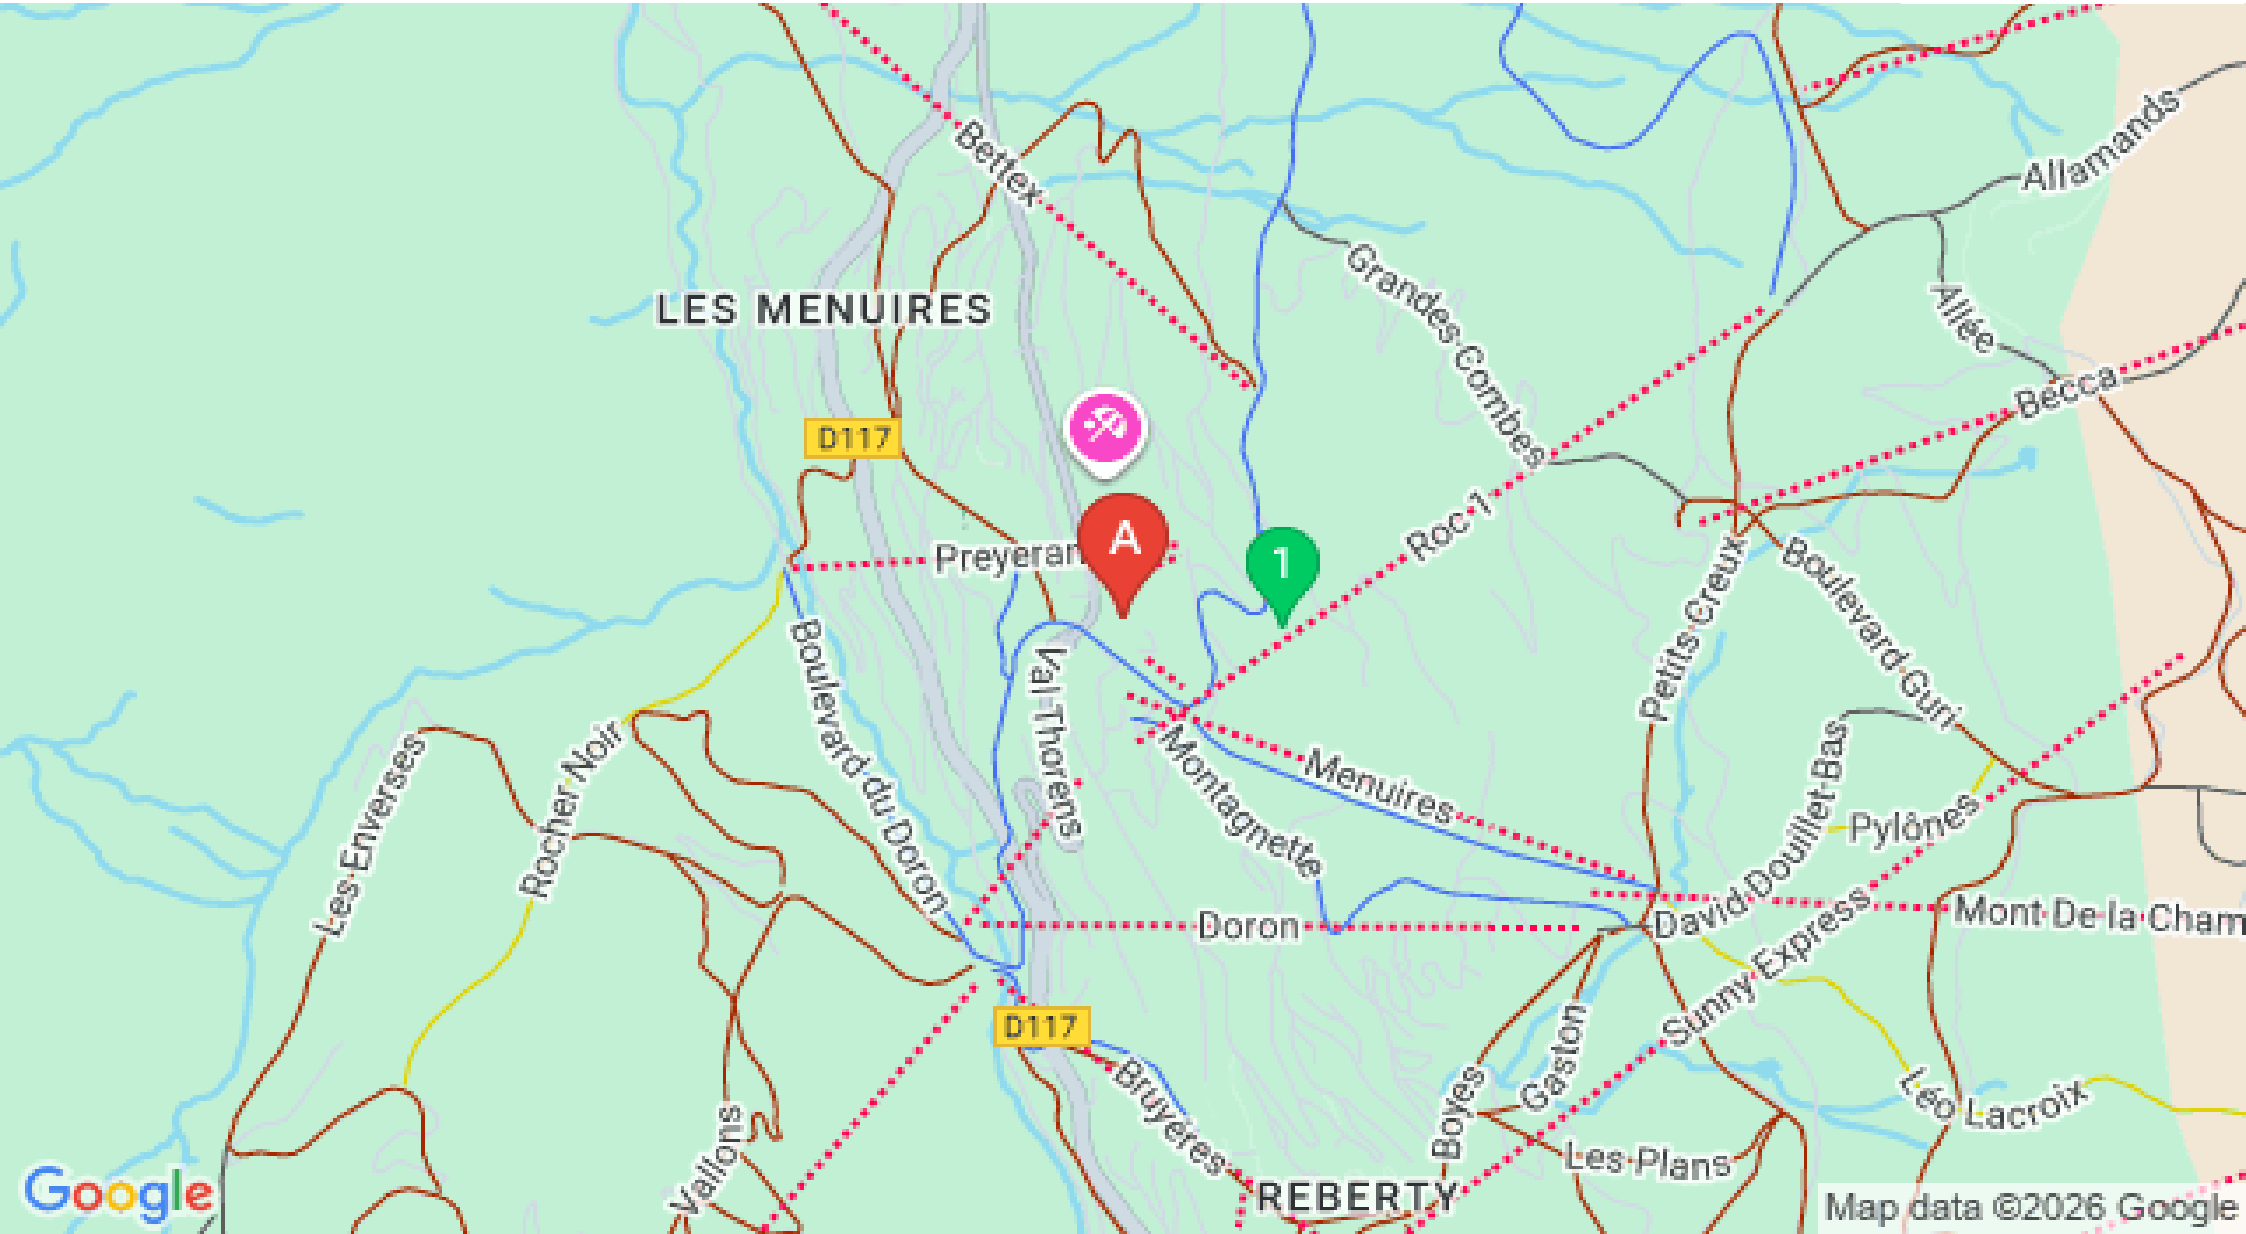 Bettex
Allamands
Grandes Combes
Allée
LES MENUIRES
Becca
D117
Roc 1
A
1
Preyeran
Petits Creux
Boulevard Guri
Boulevard du Doron
Val Thorens
Rocher Noir
Les Enverses
Montagnette
Menuires
David Douillet Bas
Pylônes
Doron
Mont De la Cham
Sunny Express
D117
Gaston
Boyes
Bruyères
Léo Lacroix
Les Plans
Vallons
REBERTY
Google
Map data ©2026 Google